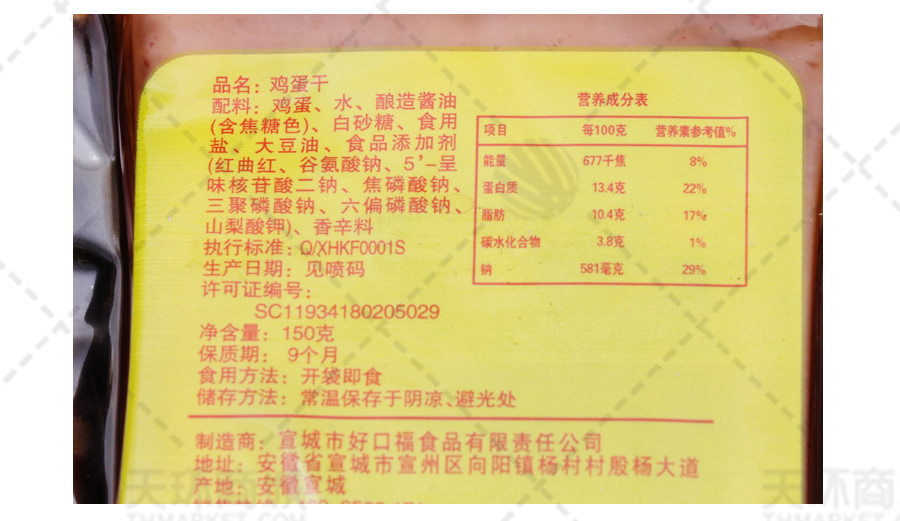 品名：鸡蛋干
配料：鸡蛋、水、酿造酱油
(含焦糖色)、白砂糖、食用
盐、大豆油、食品添加剂
(红曲红、谷氨酸钠、5'-呈
味核苷酸二钠、焦磷酸钠、
三聚磷酸钠、六偏磷酸钠、
山梨酸钾)、香辛料
执行标准：Q/XHKF0001S
生产日期：见喷码
许可证编号：
SC11934180205029
净含量：150克
保质期：9个月
食用方法：开袋即食
储存方法：常温保存于阴凉、避光处
营养成分表
项目 每100克 营养素参考值%
能量 677千焦 8%
蛋白质 13.4克 22%
脂肪 10.4克 17%
碳水化合物 3.8克 1%
钠 581毫克 29%
制造商：宣城市好口福食品有限责任公司
地址：安徽省宣城市宣州区向阳镇杨村村殷杨大道
产地：安徽宣城
天环商
天环商